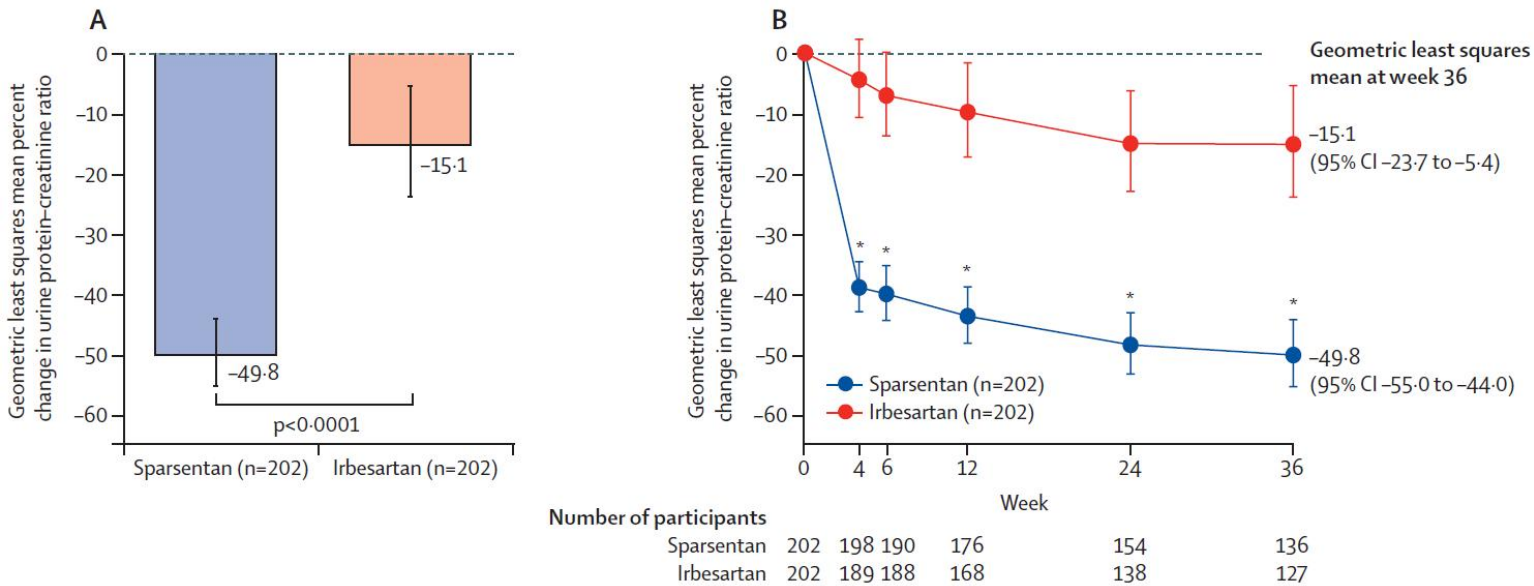 A
Geometric least squares mean percent
change in urine protein–creatinine ratio
0
–10
–20
–30
–40
–50
–60
–49·8
–15·1
p<0·0001
Sparsentan (n=202)
Irbesartan (n=202)
B
Geometric least squares mean percent
change in urine protein–creatinine ratio
0
–10
–20
–30
–40
–50
–60
* * * * *
Sparsentan (n=202)
Irbesartan (n=202)
Geometric least squares
mean at week 36
–15·1
(95% CI –23·7 to –5·4)
–49·8
(95% CI –55·0 to –44·0)
0 4 6 12 24 36
Week
Number of participants
Sparsentan 202 198 190 176 154 136
Irbesartan 202 189 188 168 138 127